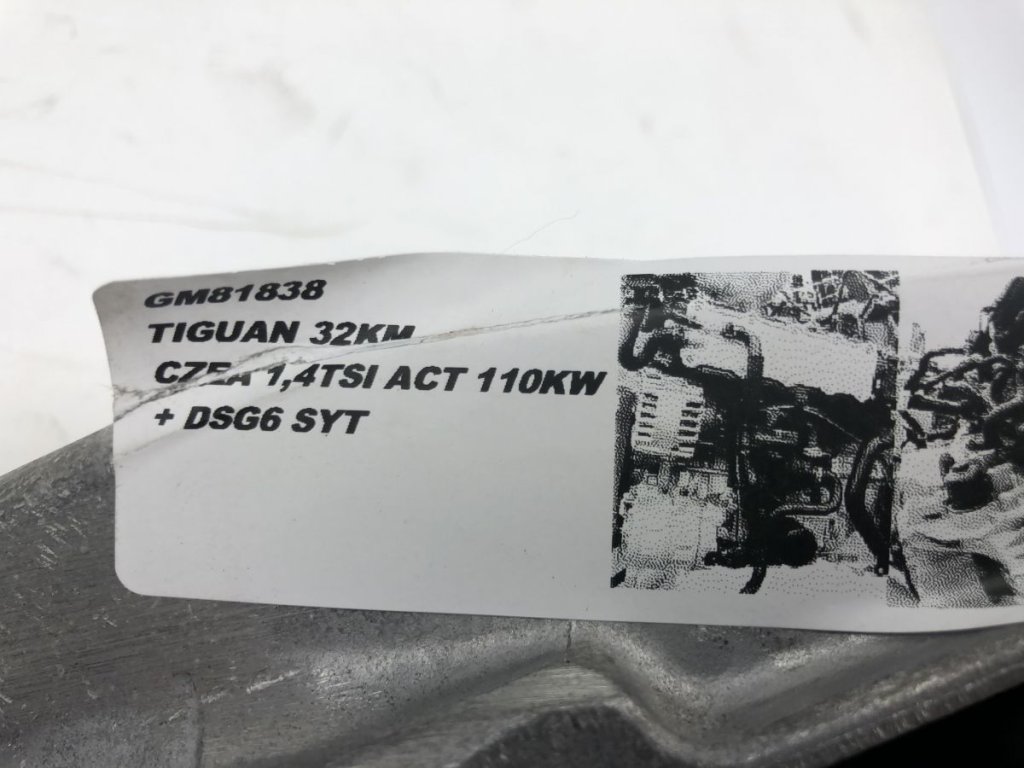 GM81838
TIGUAN 32KM
CZEA 1,4TSI ACT 110KW
+ DSG6 SYT